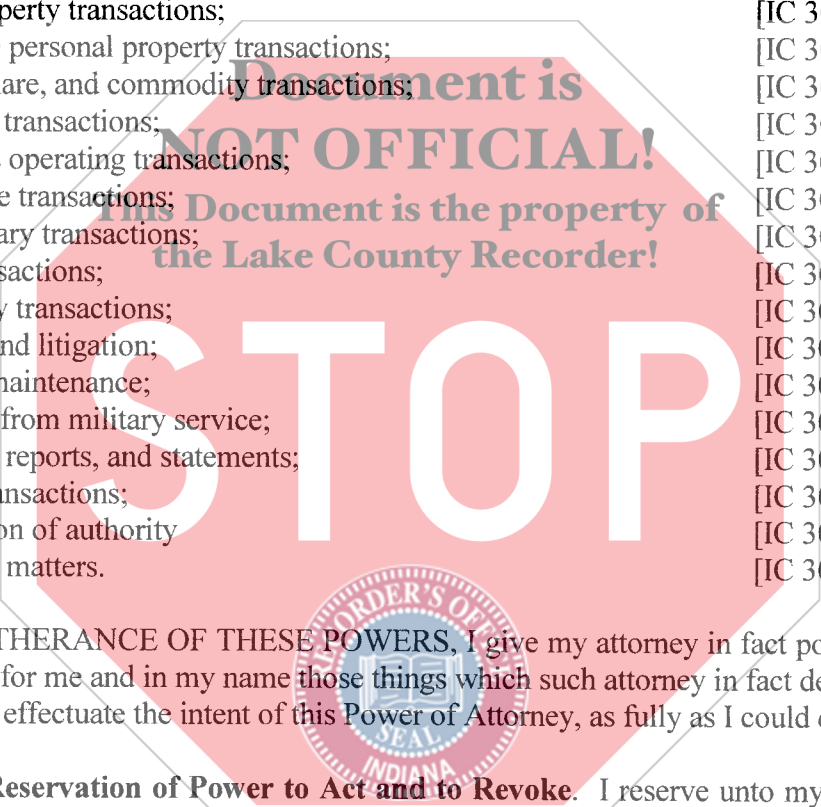 perty transactions; [IC 3
personal property transactions; [IC 3
are, and commodity transactions; [IC 3
transactions; [IC 3
operating transactions; [IC 3
e transactions; [IC 3
ary transactions; [IC 3
sactions; [IC 3
y transactions; [IC 3
nd litigation; [IC 3
maintenance; [IC 3
from military service; [IC 3
reports, and statements; [IC 3
ansactions; [IC 3
on of authority [IC 3
matters. [IC 3
Document is
NOT OFFICIAL!
This Document is the property of
the Lake County Recorder!
STOP
RECORDER'S OFFICE
SEAL
INDIANA
THERANCE OF THESE POWERS, I give my attorney in fact po
for me and in my name those things which such attorney in fact de
effectuate the intent of this Power of Attorney, as fully as I could
Reservation of Power to Act and to Revoke. I reserve unto my